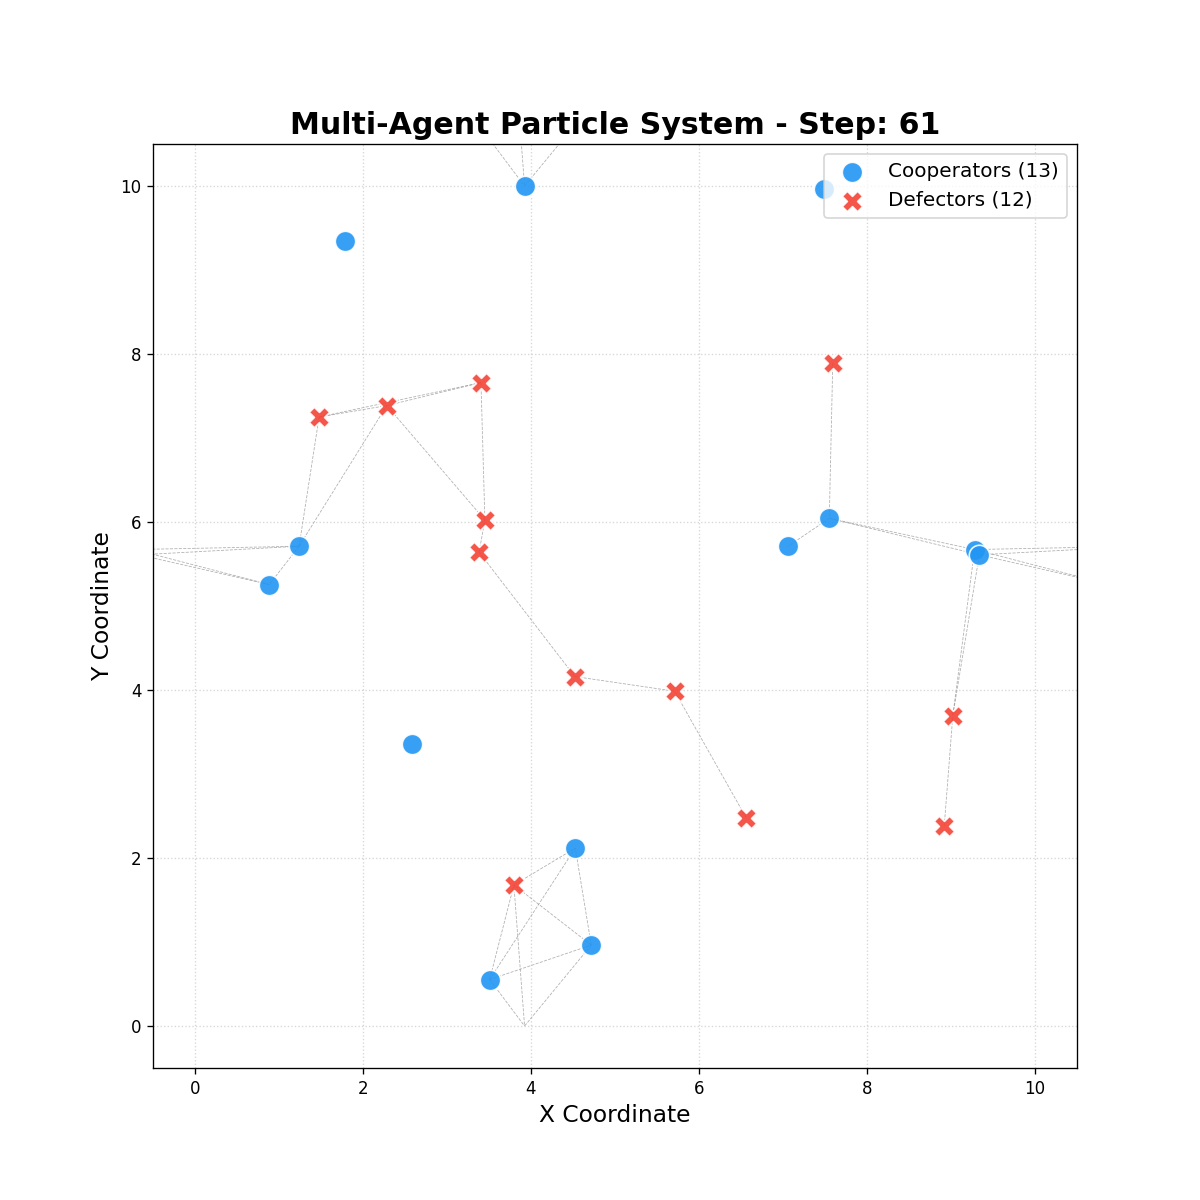 Multi-Agent Particle System - Step: 61
Cooperators (13)
Defectors (12)
10
8
6
4
2
0
Y Coordinate
0 2 4 6 8 10
X Coordinate